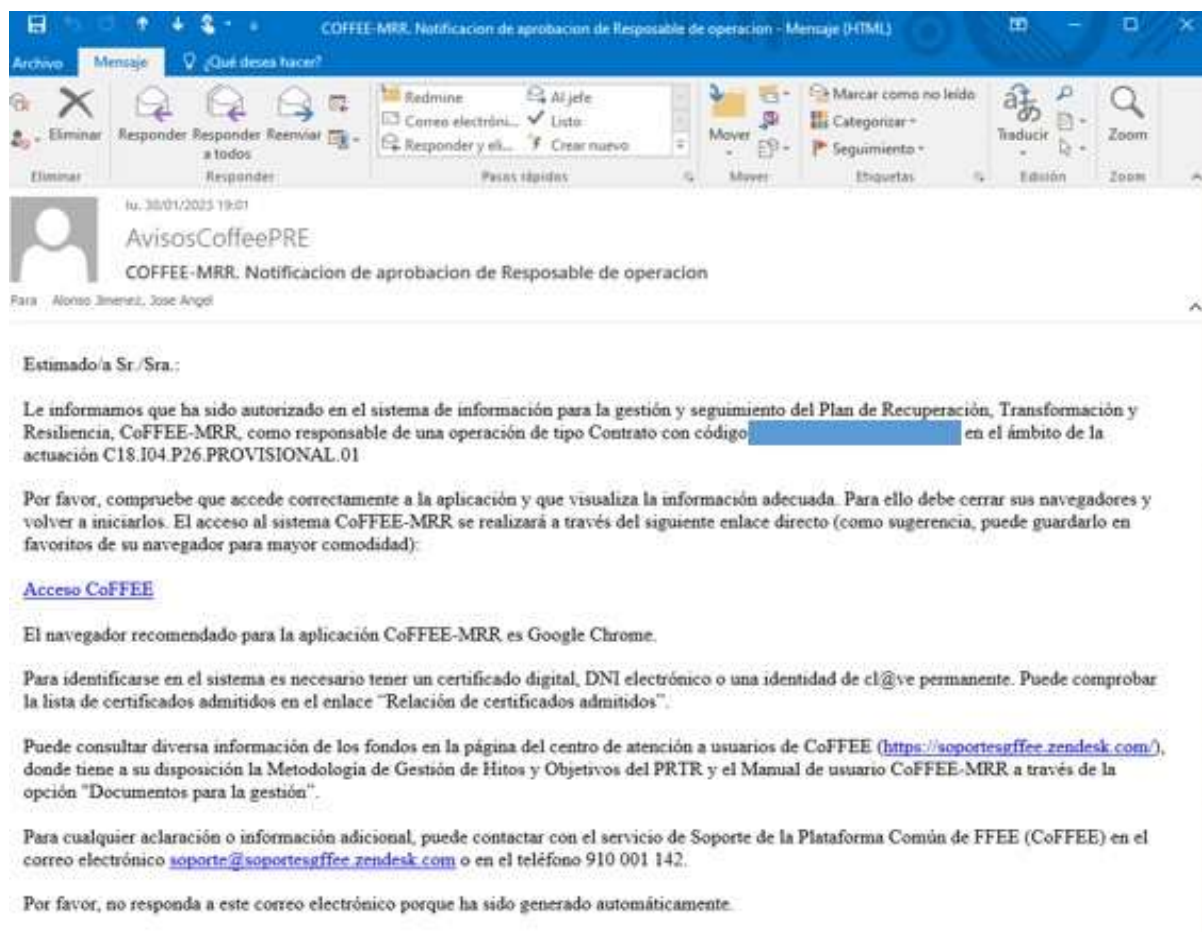 COFFEE-MRR. Notificacion de aprobacion de Resposable de operacion - Mensaje (HTML)
Archivo Mensaje ¿Qué desea hacer?
Eliminar
Responder Responder a todos Reenviar
Redmine
Correo electróni...
Responder y eli...
Al jefe
Listo
Crear nuevo
Mover
Marcar como no leído
Categorizar
Seguimiento
Traducir
Zoom
Eliminar Responder Pasos rápidos Mover Etiquetas Edición Zoom
lu. 30/01/2023 19:01
AvisosCoffeePRE
COFFEE-MRR. Notificacion de aprobacion de Resposable de operacion
Para Alonso Jimenez, Jose Angel
Estimado/a Sr./Sra.:
Le informamos que ha sido autorizado en el sistema de información para la gestión y seguimiento del Plan de Recuperación, Transformación y
Resiliencia, CoFFEE-MRR, como responsable de una operación de tipo Contrato con código en el ámbito de la
actuación C18.I04.P26.PROVISIONAL.01
Por favor, compruebe que accede correctamente a la aplicación y que visualiza la información adecuada. Para ello debe cerrar sus navegadores y
volver a iniciarlos. El acceso al sistema CoFFEE-MRR se realizará a través del siguiente enlace directo (como sugerencia, puede guardarlo en
favoritos de su navegador para mayor comodidad):
Acceso CoFFEE
El navegador recomendado para la aplicación CoFFEE-MRR es Google Chrome.
Para identificarse en el sistema es necesario tener un certificado digital, DNI electrónico o una identidad de cl@ve permanente. Puede comprobar
la lista de certificados admitidos en el enlace “Relación de certificados admitidos”.
Puede consultar diversa información de los fondos en la página del centro de atención a usuarios de CoFFEE (https://soportesgffee.zendesk.com/),
donde tiene a su disposición la Metodología de Gestión de Hitos y Objetivos del PRTR y el Manual de usuario CoFFEE-MRR a través de la
opción "Documentos para la gestión".
Para cualquier aclaración o información adicional, puede contactar con el servicio de Soporte de la Plataforma Común de FFEE (CoFFEE) en el
correo electrónico soporte@soportesgffee.zendesk.com o en el teléfono 910 001 142.
Por favor, no responda a este correo electrónico porque ha sido generado automáticamente.